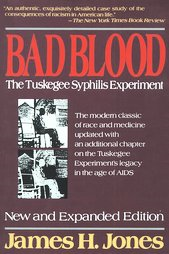 "An authentic, exquisitely detailed case study of the
consequences of racism in American life."
—The New York Times Book Review
BAD BLOOD
The Tuskegee Syphilis Experiment
The modern classic
of race and medicine
updated with
an additional chapter
on the Tuskegee
Experiment's legacy
in the age of AIDS
New and Expanded Edition
James H. Jones